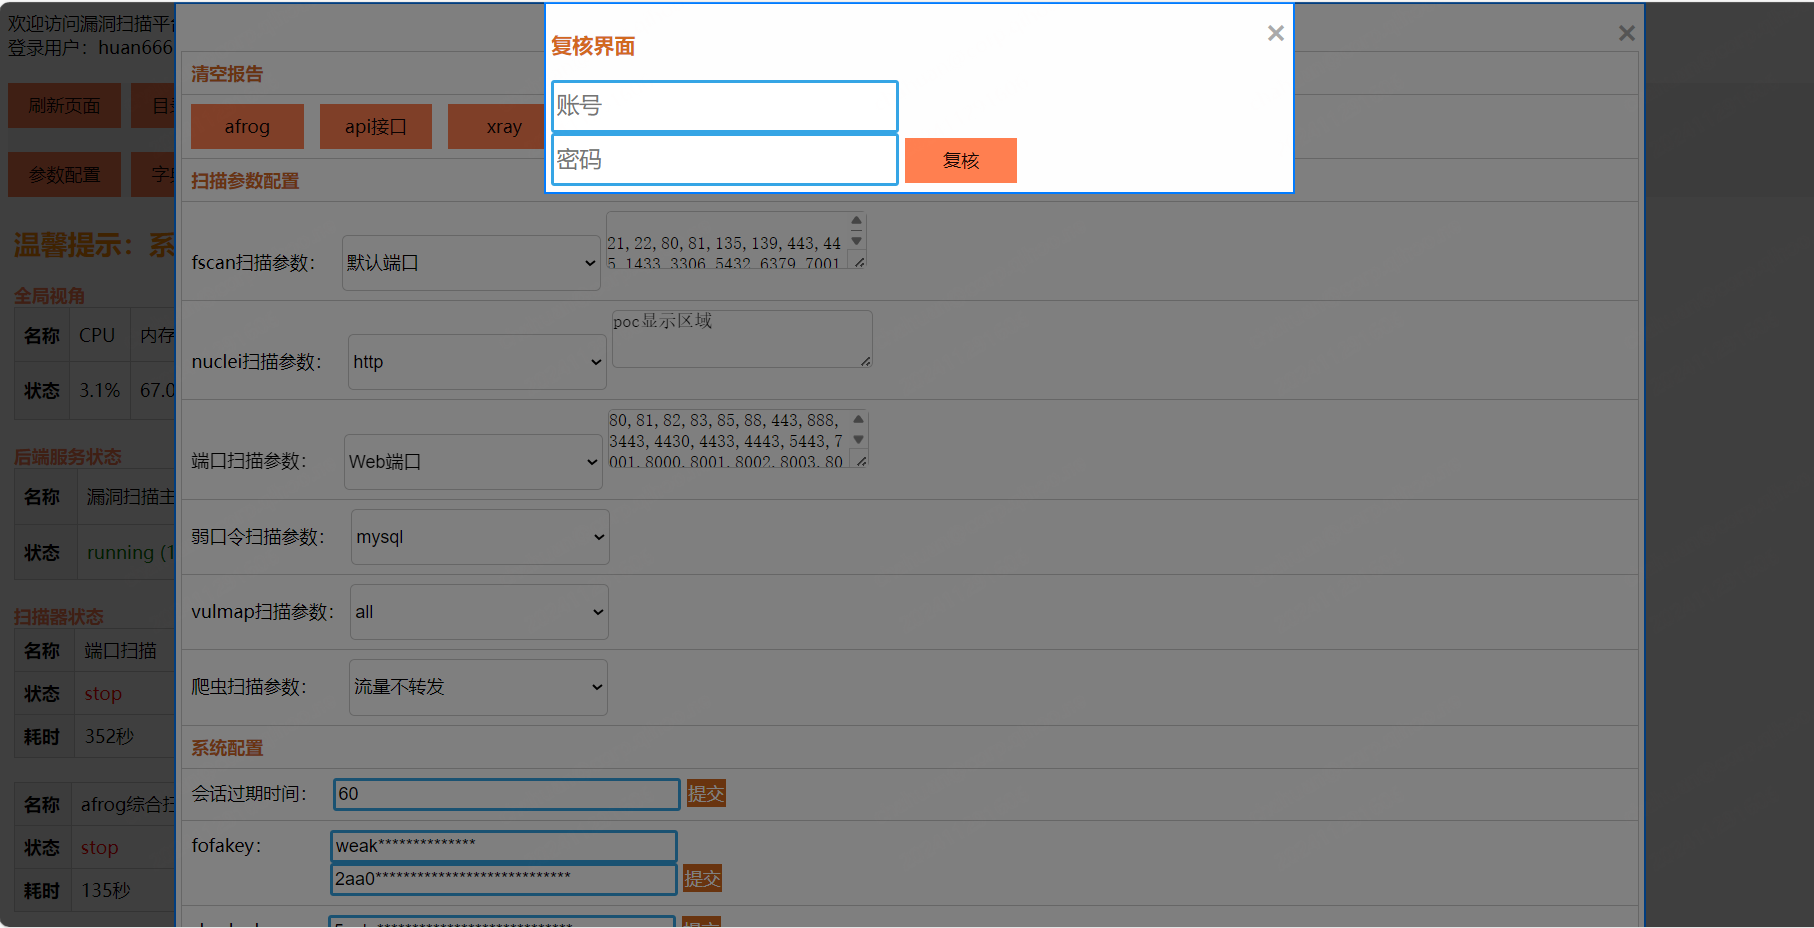 欢迎访问漏洞扫描平台
登录用户：huan666
刷新页面
参数配置
温馨提示：系
全局视角
名称 CPU 内存
状态 3.1% 67.0
后端服务状态
名称 漏洞扫描主
状态 running (1
扫描器状态
名称 端口扫描
状态 stop
耗时 352秒
名称 afrog综合扫
状态 stop
耗时 135秒
×
清空报告
afrog api接口 xray
扫描参数配置
fscan扫描参数： 默认端口
21,22,80,81,135,139,443,44
5,1433,3306,5432,6379,7001
nuclei扫描参数： http
poc显示区域
端口扫描参数： Web端口
80,81,82,83,85,88,443,888,
3443,4430,4433,4443,5443,7
001,8000,8001,8002,8003,80
弱口令扫描参数： mysql
vulmap扫描参数： all
爬虫扫描参数： 流量不转发
系统配置
会话过期时间： 60 提交
fofakey： weak**************
2aa0**************************** 提交
复核界面
×
账号
密码 复核